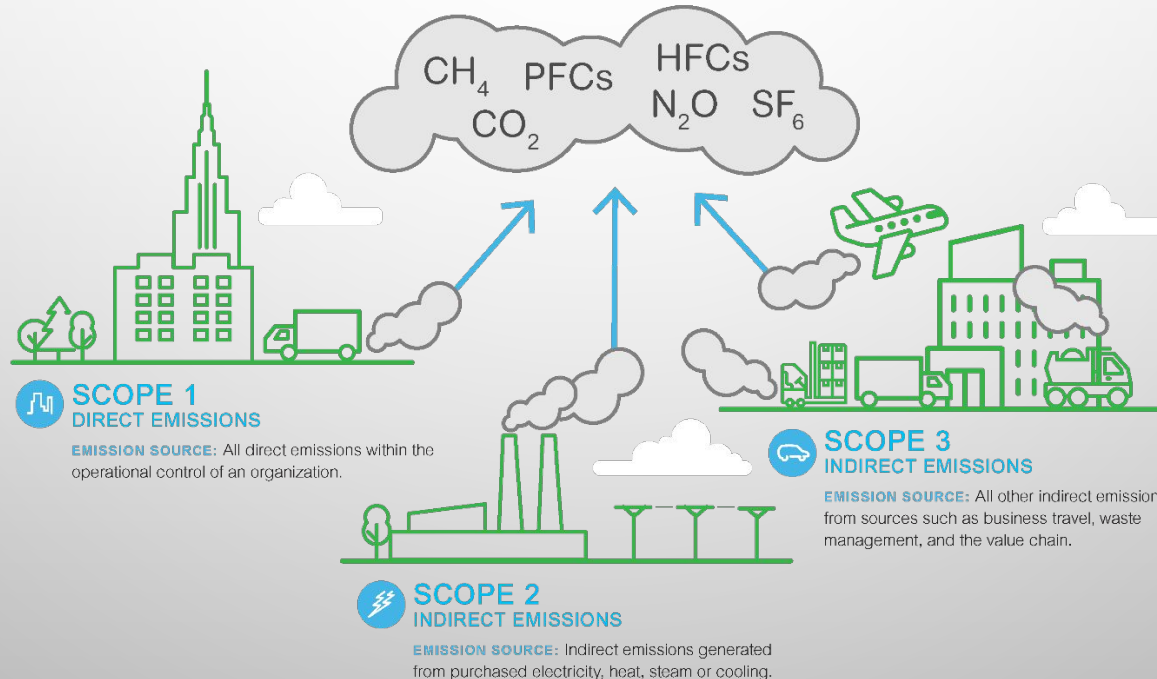 CH4 PFCs HFCs
CO2 N2O SF6
SCOPE 1
DIRECT EMISSIONS
EMISSION SOURCE: All direct emissions within the
operational control of an organization.
SCOPE 2
INDIRECT EMISSIONS
EMISSION SOURCE: Indirect emissions generated
from purchased electricity, heat, steam or cooling.
SCOPE 3
INDIRECT EMISSIONS
EMISSION SOURCE: All other indirect emission
from sources such as business travel, waste
management, and the value chain.